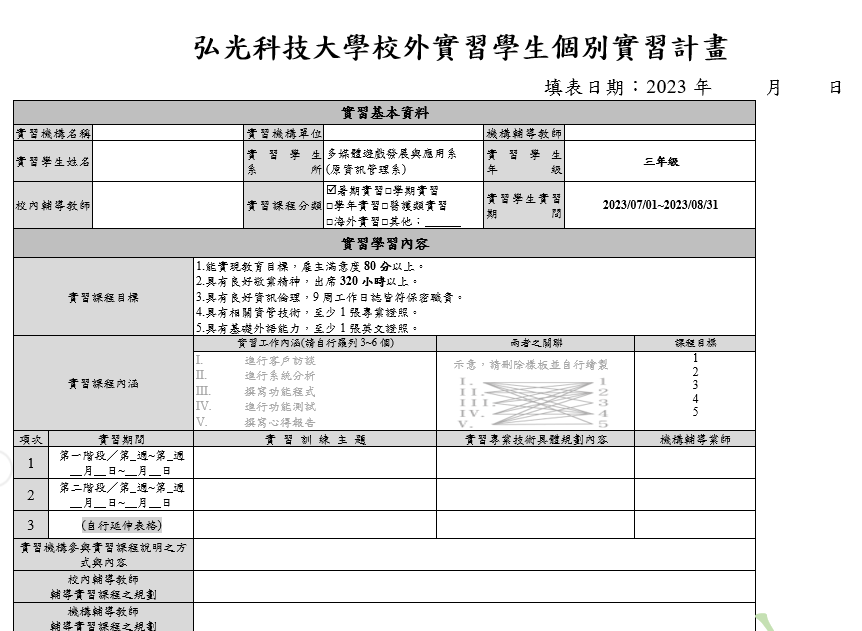 弘光科技大學校外實習學生個別實習計畫
填表日期：2023 年 月 日
實習基本資料
實習機構名稱 實習機構單位 機構輔導教師
實習學生姓名 實習學生 多媒體遊戲發展與應用系 實習學生 三年級
系所 (原資訊管理系) 年級
校內輔導教師 實習課程分類 ☑暑期實習□學期實習 實習學生實習 2023/07/01~2023/08/31
□學年實習□醫護類實習 期間
□海外實習□其他：______
實習學習內容
實習課程目標
1.能實現教育目標，雇主滿意度 80 分以上。
2.具有良好敬業精神，出席 320 小時以上。
3.具有良好資訊倫理，9 周工作日誌皆符保密職責。
4.具有相關資管技術，至少 1 張專業證照。
5.具有基礎外語能力，至少 1 張英文證照。
實習課程內涵
實習工作內涵(請自行羅列 3~6 個) 兩者之關聯 課程目標
I. 進行客戶訪談
II. 進行系統分析
III. 撰寫功能程式
IV. 進行功能測試
V. 撰寫心得報告
示意，請刪除樣板並自行繪製
I. 1
II. 2
III. 3
IV. 4
V. 5
1
2
3
4
5
項次 實習期間 實習訓練主題 實習專業技術具體規劃內容 機構輔導業師
1 第一階段／第_週~第_週
__月__日~__月__日
2 第二階段／第_週~第_週
__月__日~__月__日
3 (自行延伸表格)
實習機構參與實習課程說明之方
式與內容
校內輔導教師
輔導實習課程之規劃
機構輔導教師
輔導實習課程之規劃